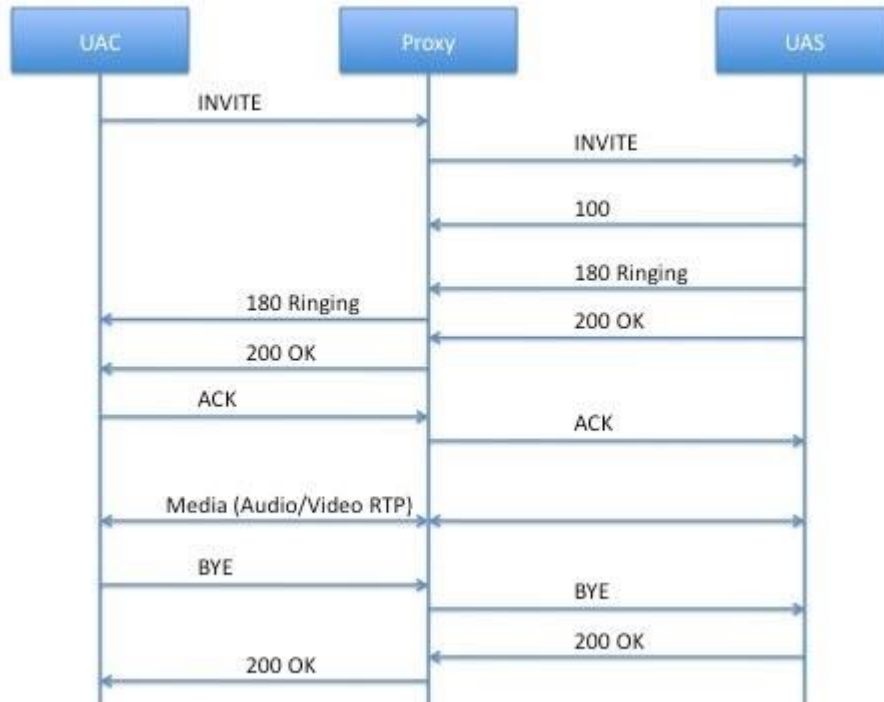 UAC
Proxy
UAS
INVITE
INVITE
100
180 Ringing
180 Ringing
200 OK
200 OK
ACK
ACK
Media (Audio/Video RTP)
BYE
BYE
200 OK
200 OK